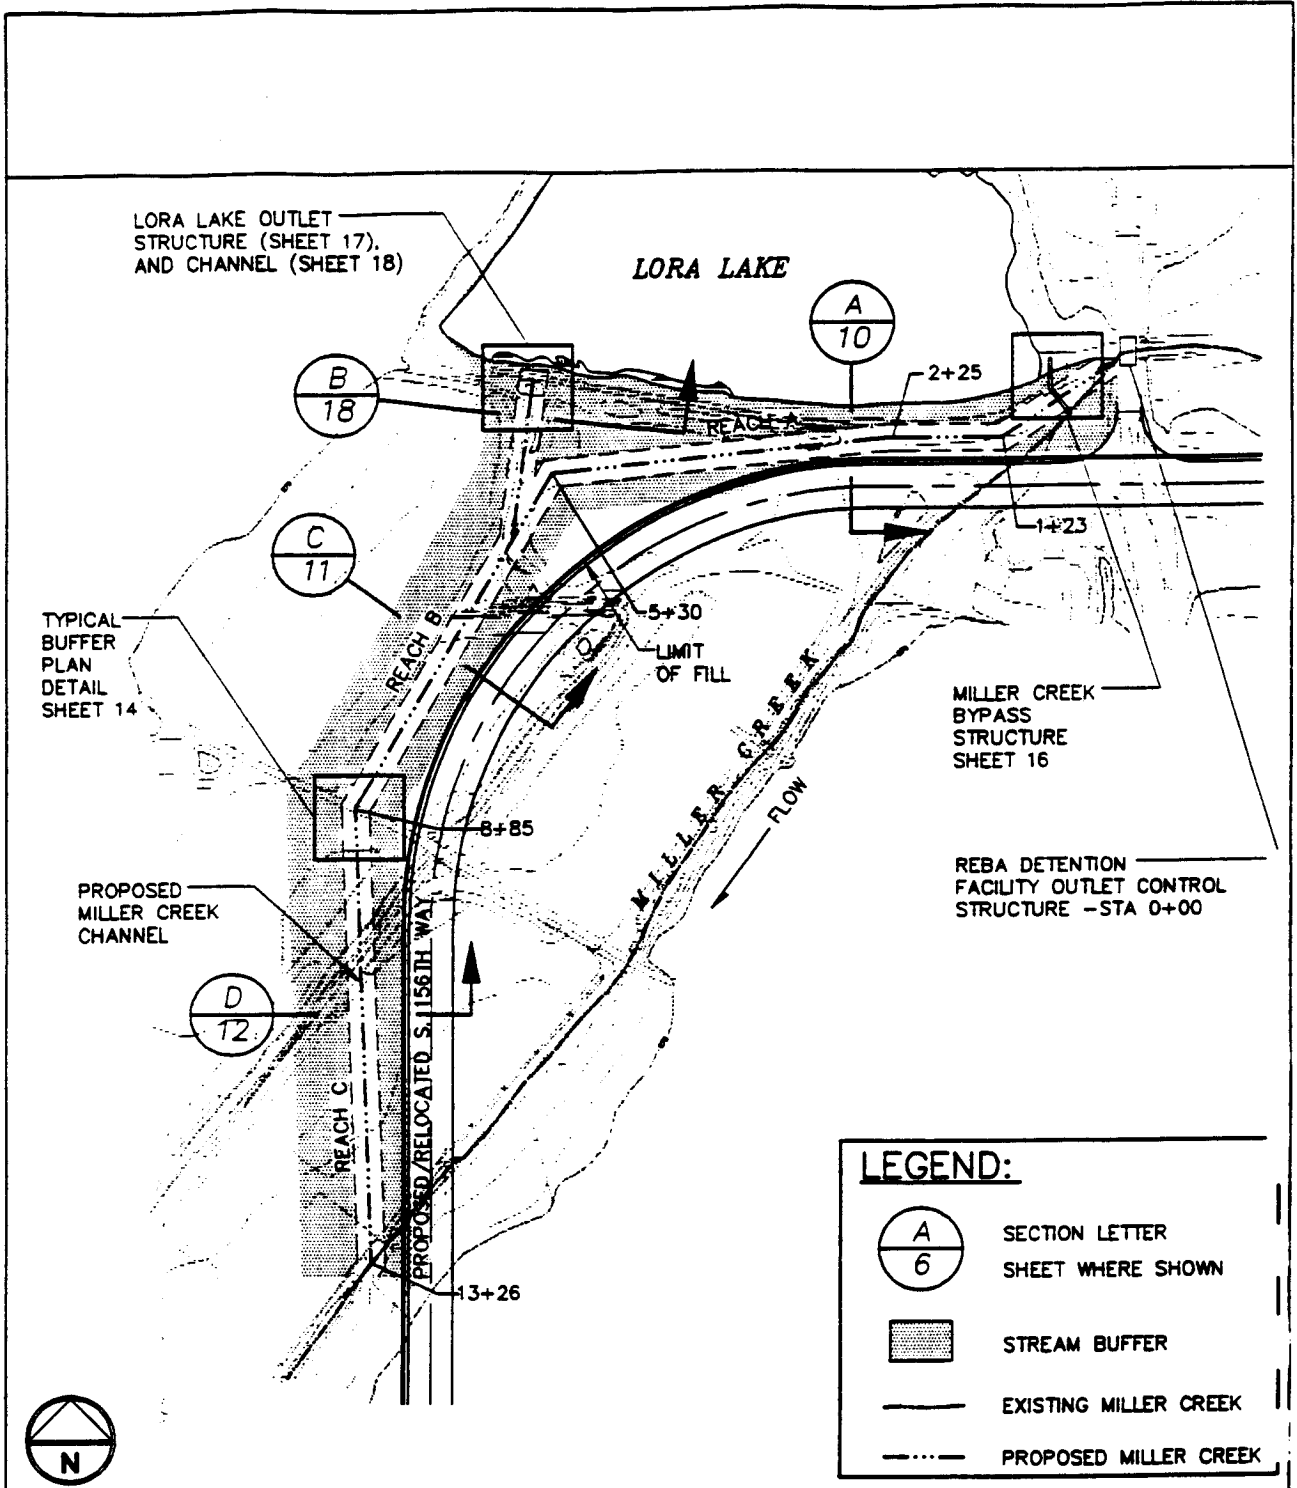 LORA LAKE OUTLET
STRUCTURE (SHEET 17),
AND CHANNEL (SHEET 18)
LORA LAKE
A
10
B
18
2+25
REACH A
C
11
1+23
5+30
LIMIT
OF FILL
TYPICAL
BUFFER
PLAN
DETAIL
SHEET 14
REACH B
MILLER CREEK
FLOW
MILLER CREEK
BYPASS
STRUCTURE
SHEET 16
8+85
REBA DETENTION
FACILITY OUTLET CONTROL
STRUCTURE -STA 0+00
PROPOSED
MILLER CREEK
CHANNEL
D
12
REACH C
PROPOSED/RELOCATED S. 156TH WAY
13+26
LEGEND:
A
6
SECTION LETTER
SHEET WHERE SHOWN
STREAM BUFFER
EXISTING MILLER CREEK
PROPOSED MILLER CREEK
N